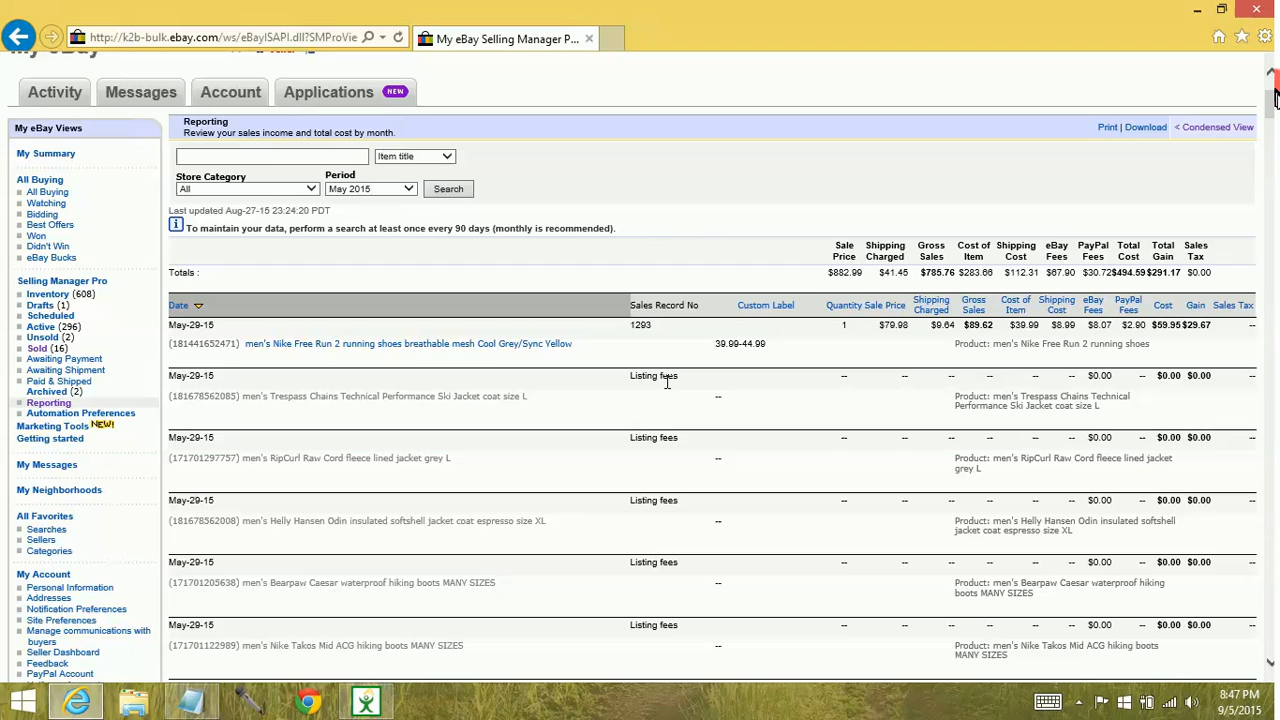 http://k2b-bulk.ebay.com/ws/eBayISAPI.dll?SMProVie
My eBay Selling Manager P...
Activity
Messages
Account
Applications NEW
My eBay Views
My Summary
All Buying
All Buying
Watching
Bidding
Best Offers
Won
Didn't Win
eBay Bucks
Selling Manager Pro
Inventory (608)
Drafts (1)
Scheduled
Active (296)
Unsold (2)
Sold (16)
Awaiting Payment
Awaiting Shipment
Paid & Shipped
Archived (2)
Reporting
Automation Preferences
Marketing Tools NEW!
Getting started
My Messages
My Neighborhoods
All Favorites
Searches
Sellers
Categories
My Account
Personal Information
Addresses
Notification Preferences
Site Preferences
Manage communications with
buyers
Seller Dashboard
Feedback
PayPal Account
Reporting
Review your sales income and total cost by month.
Print | Download < Condensed View
Item title
Store Category Period
All May 2015 Search
Last updated Aug-27-15 23:24:20 PDT
To maintain your data, perform a search at least once every 90 days (monthly is recommended).
Sale Price Shipping Charged Gross Sales Cost of Item Shipping Cost eBay Fees PayPal Fees Total Cost Total Gain Sales Tax
Totals : $882.99 $41.45 $785.76 $283.66 $112.31 $67.90 $30.72 $494.59 $291.17 $0.00
Date Sales Record No Custom Label Quantity Sale Price Shipping Charged Gross Sales Cost of Item Shipping Cost eBay Fees PayPal Fees Cost Gain Sales Tax
May-29-15 1293 1 $79.98 $9.64 $89.62 $39.99 $8.99 $8.07 $2.90 $59.95 $29.67 --
(181441652471) men's Nike Free Run 2 running shoes breathable mesh Cool Grey/Sync Yellow 39.99-44.99 Product: men's Nike Free Run 2 running shoes
May-29-15 Listing fees -- -- -- -- -- -- $0.00 -- $0.00 $0.00 --
(181678562085) men's Trespass Chains Technical Performance Ski Jacket coat size L -- Product: men's Trespass Chains Technical
Performance Ski Jacket coat size L
May-29-15 Listing fees -- -- -- -- -- -- $0.00 -- $0.00 $0.00 --
(171701297757) men's RipCurl Raw Cord fleece lined jacket grey L -- Product: men's RipCurl Raw Cord fleece lined jacket
grey L
May-29-15 Listing fees -- -- -- -- -- -- $0.00 -- $0.00 $0.00 --
(181678562008) men's Helly Hansen Odin insulated softshell jacket coat espresso size XL -- Product: men's Helly Hansen Odin insulated softshell
jacket coat espresso size XL
May-29-15 Listing fees -- -- -- -- -- -- $0.00 -- $0.00 $0.00 --
(171701205638) men's Bearpaw Caesar waterproof hiking boots MANY SIZES -- Product: men's Bearpaw Caesar waterproof hiking
boots MANY SIZES
May-29-15 Listing fees -- -- -- -- -- -- $0.00 -- $0.00 $0.00 --
(171701122989) men's Nike Takos Mid ACG hiking boots MANY SIZES -- Product: men's Nike Takos Mid ACG hiking boots
MANY SIZES
8:47 PM
9/5/2015